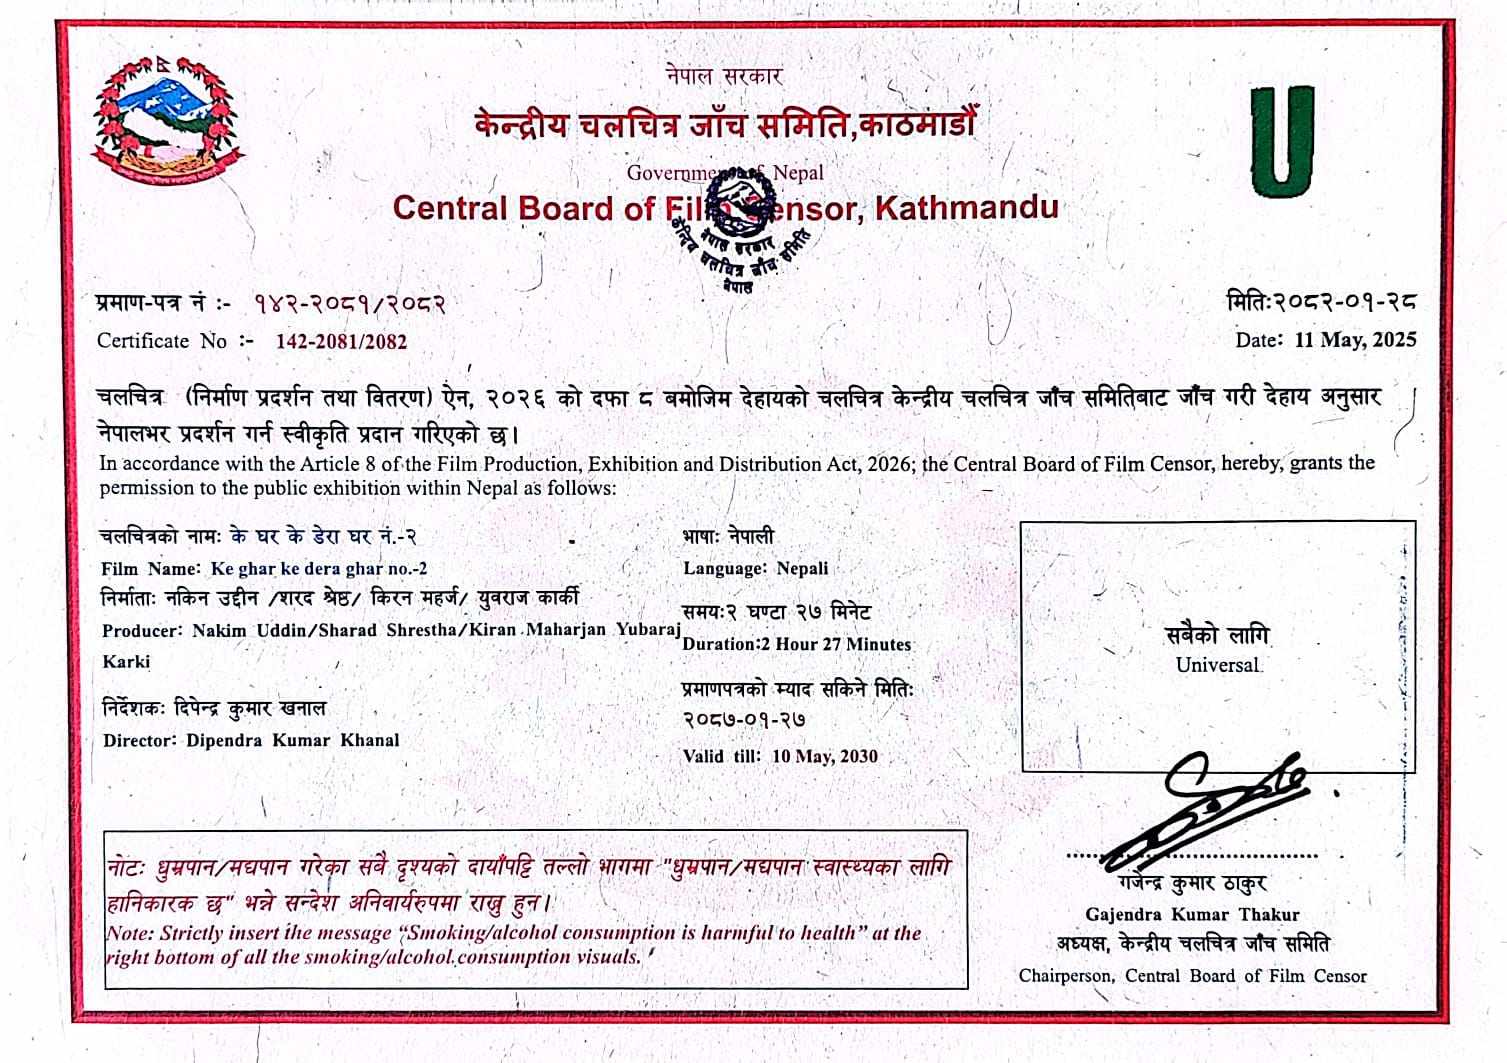 नेपाल सरकार
केन्द्रीय चलचित्र जाँच समिति,काठमाडौँ
Government of Nepal
Central Board of Film Censor, Kathmandu
U
नेपाल सरकार
केन्द्रिय चलचित्र जाँच समिति
नेपाल
प्रमाण-पत्र नं :- १४२-२०८१/२०८२
मिति:२०८२-०१-२८
Certificate No :- 142-2081/2082
Date: 11 May, 2025
चलचित्र (निर्माण प्रदर्शन तथा वितरण) ऐन, २०२६ को दफा ८ बमोजिम देहायको चलचित्र केन्द्रीय चलचित्र जाँच समितिबाट जाँच गरी देहाय अनुसार
नेपालभर प्रदर्शन गर्न स्वीकृति प्रदान गरिएको छ।
In accordance with the Article 8 of the Film Production, Exhibition and Distribution Act, 2026; the Central Board of Film Censor, hereby, grants the
permission to the public exhibition within Nepal as follows:
चलचित्रको नामः के घर के डेरा घर नं.-२
Film Name: Ke ghar ke dera ghar no.-2
निर्माताः नकिन उद्दीन /शरद श्रेष्ठ/ किरन महर्ज/ युवराज कार्की
Producer: Nakim Uddin/Sharad Shrestha/Kiran Maharjan Yubaraj
Karki
निर्देशकः दिपेन्द्र कुमार खनाल
Director: Dipendra Kumar Khanal
भाषाः नेपाली
Language: Nepali
समयः२ घण्टा २७ मिनेट
Duration:2 Hour 27 Minutes
प्रमाणपत्रको म्याद सकिने मितिः
२०८७-०१-२७
Valid till: 10 May, 2030
सबैको लागि
Universal
नोटः धुम्रपान/मद्यपान गरेका सवै दृश्यको दायाँपट्टि तल्लो भागमा "धुम्रपान/मद्यपान स्वास्थ्यका लागि
हानिकारक छ" भन्ने सन्देश अनिवार्यरुपमा राख्नु हुन।
Note: Strictly insert the message “Smoking/alcohol consumption is harmful to health” at the
right bottom of all the smoking/alcohol consumption visuals.
गजेन्द्र कुमार ठाकुर
Gajendra Kumar Thakur
अध्यक्ष, केन्द्रीय चलचित्र जाँच समिति
Chairperson, Central Board of Film Censor